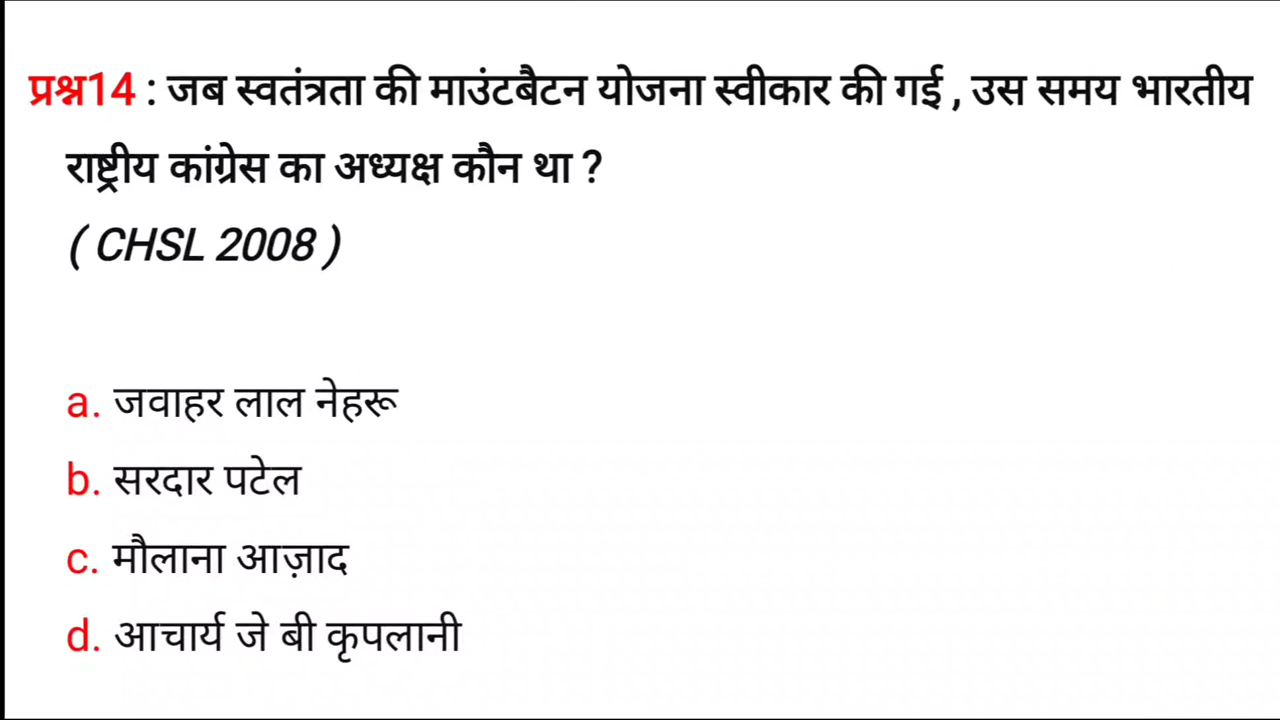 प्रश्न14 : जब स्वतंत्रता की माउंटबैटन योजना स्वीकार की गई , उस समय भारतीय
राष्ट्रीय कांग्रेस का अध्यक्ष कौन था ?
( CHSL 2008 )
a. जवाहर लाल नेहरू
b. सरदार पटेल
c. मौलाना आज़ाद
d. आचार्य जे बी कृपलानी